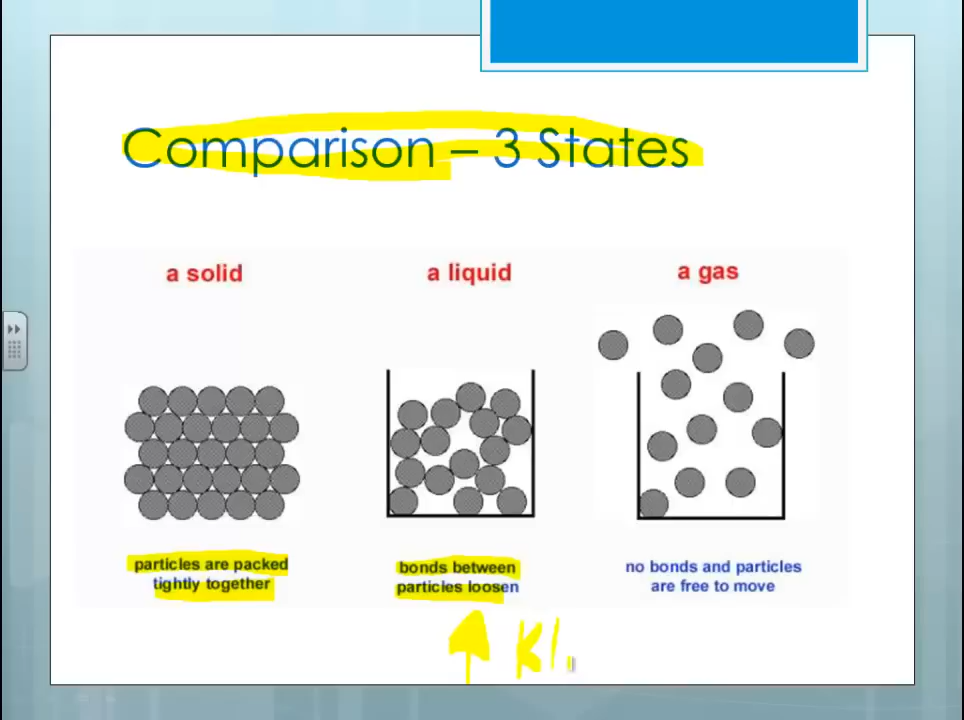 Comparison – 3 States
a solid
a liquid
a gas
particles are packed
tightly together
bonds between
particles loosen
no bonds and particles
are free to move